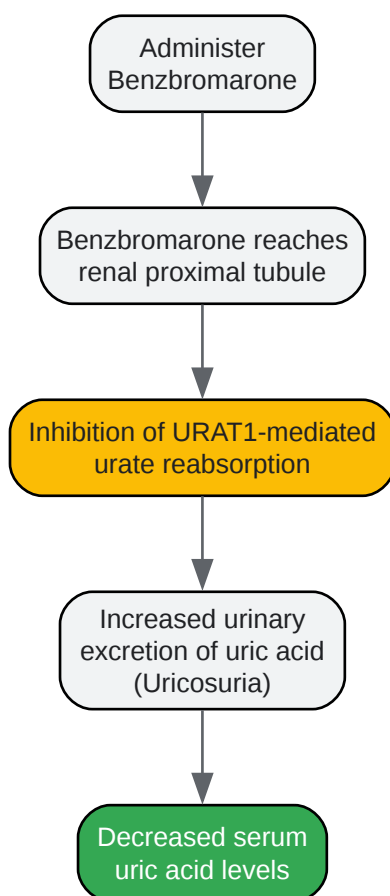 Administer
Benzbromarone
Benzbromarone reaches
renal proximal tubule
Inhibition of URAT1-mediated
urate reabsorption
Increased urinary
excretion of uric acid
(Uricosuria)
Decreased serum
uric acid levels